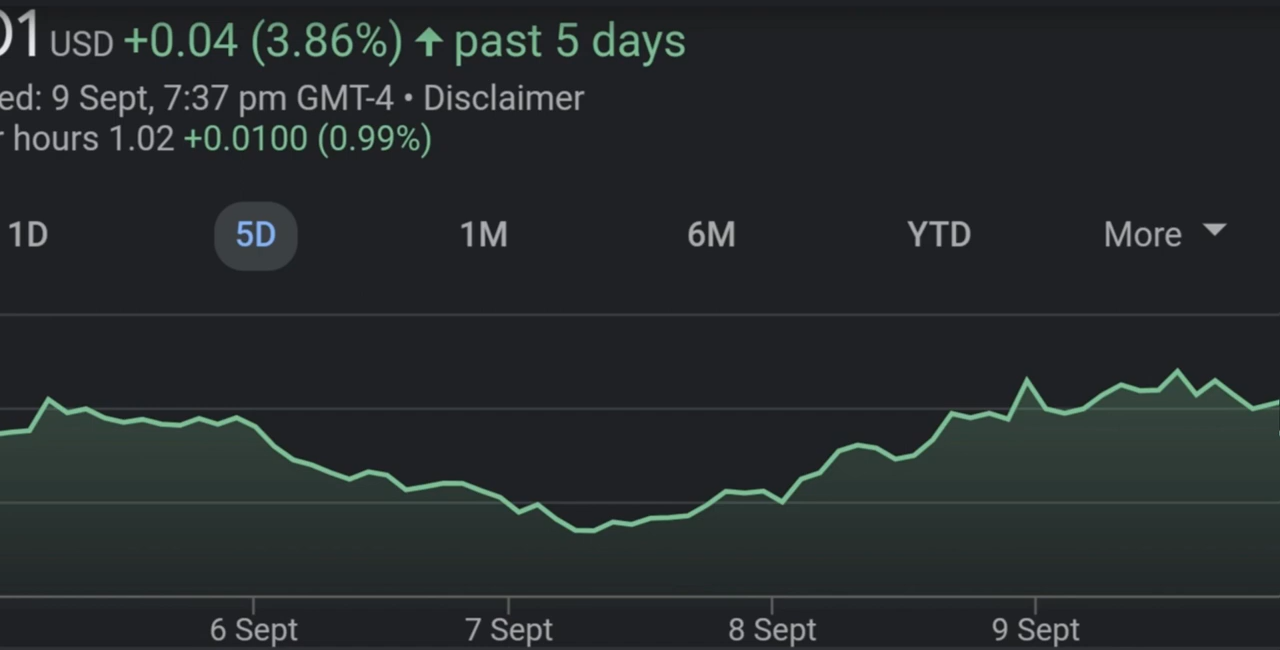 01 USD +0.04 (3.86%) ↑ past 5 days
ed: 9 Sept, 7:37 pm GMT-4 • Disclaimer
r hours 1.02 +0.0100 (0.99%)
1D 5D 1M 6M YTD More
6 Sept 7 Sept 8 Sept 9 Sept